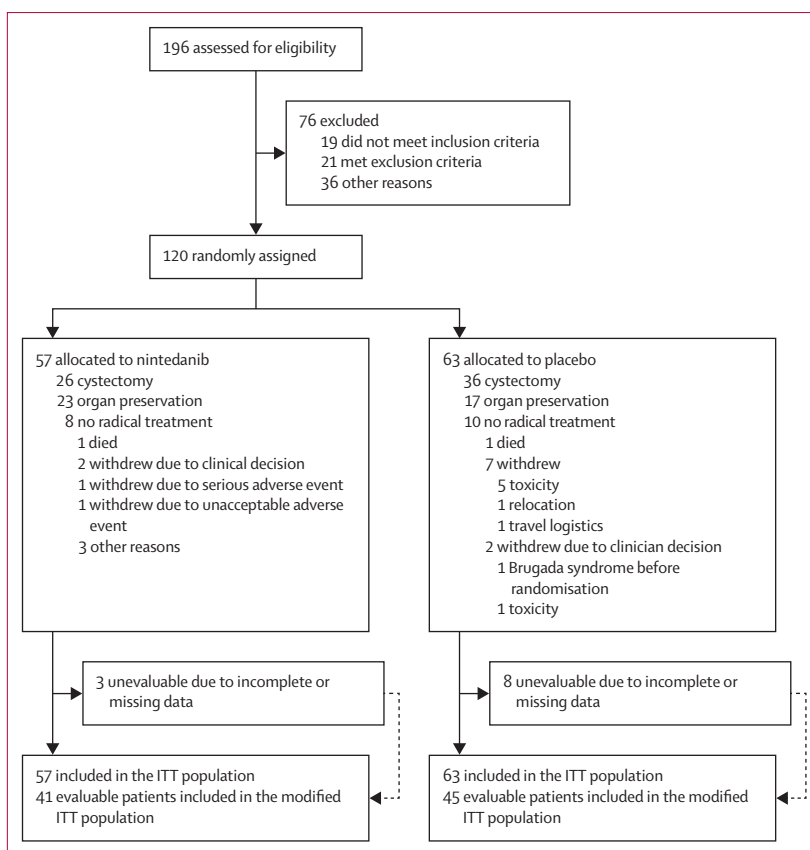 196 assessed for eligibility
76 excluded
19 did not meet inclusion criteria
21 met exclusion criteria
36 other reasons
120 randomly assigned
57 allocated to nintedanib
26 cystectomy
23 organ preservation
8 no radical treatment
1 died
2 withdrew due to clinical decision
1 withdrew due to serious adverse event
1 withdrew due to unacceptable adverse
event
3 other reasons
63 allocated to placebo
36 cystectomy
17 organ preservation
10 no radical treatment
1 died
7 withdrew
5 toxicity
1 relocation
1 travel logistics
2 withdrew due to clinician decision
1 Brugada syndrome before
randomisation
1 toxicity
3 unevaluable due to incomplete or
missing data
8 unevaluable due to incomplete or
missing data
57 included in the ITT population
41 evaluable patients included in the modified
ITT population
63 included in the ITT population
45 evaluable patients included in the modified
ITT population